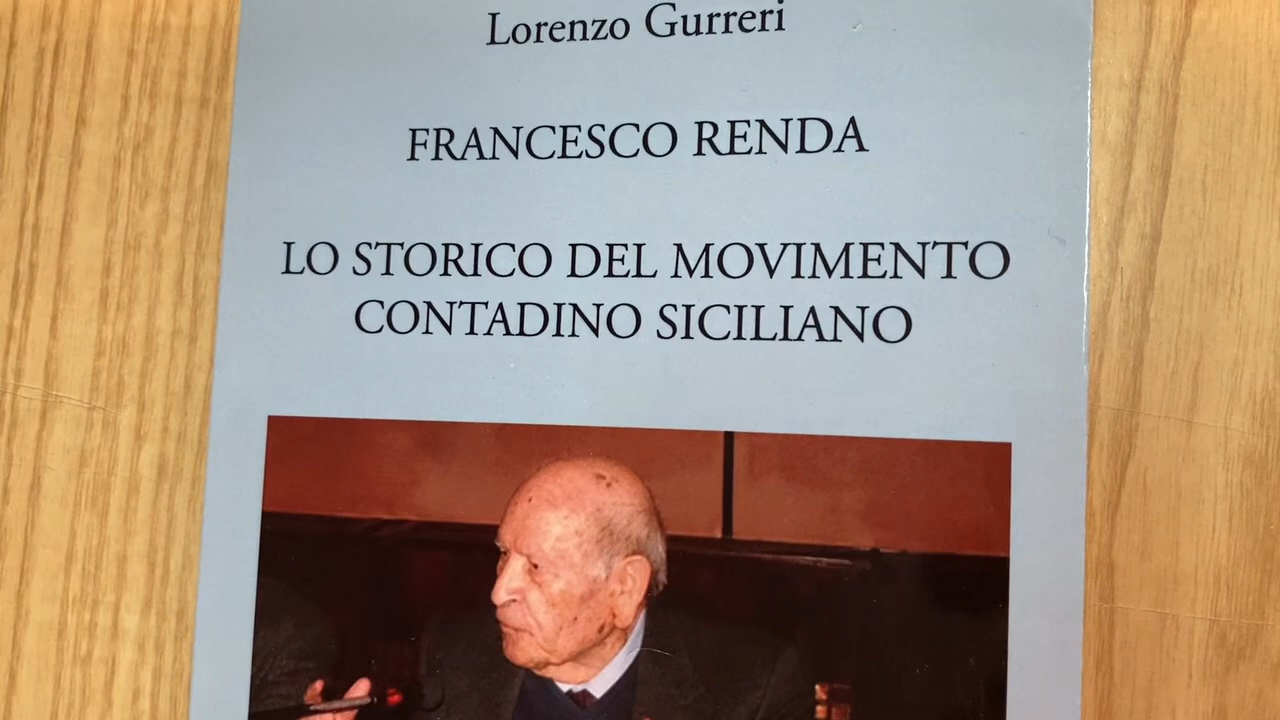 Lorenzo Gurreri
FRANCESCO RENDA
LO STORICO DEL MOVIMENTO
CONTADINO SICILIANO